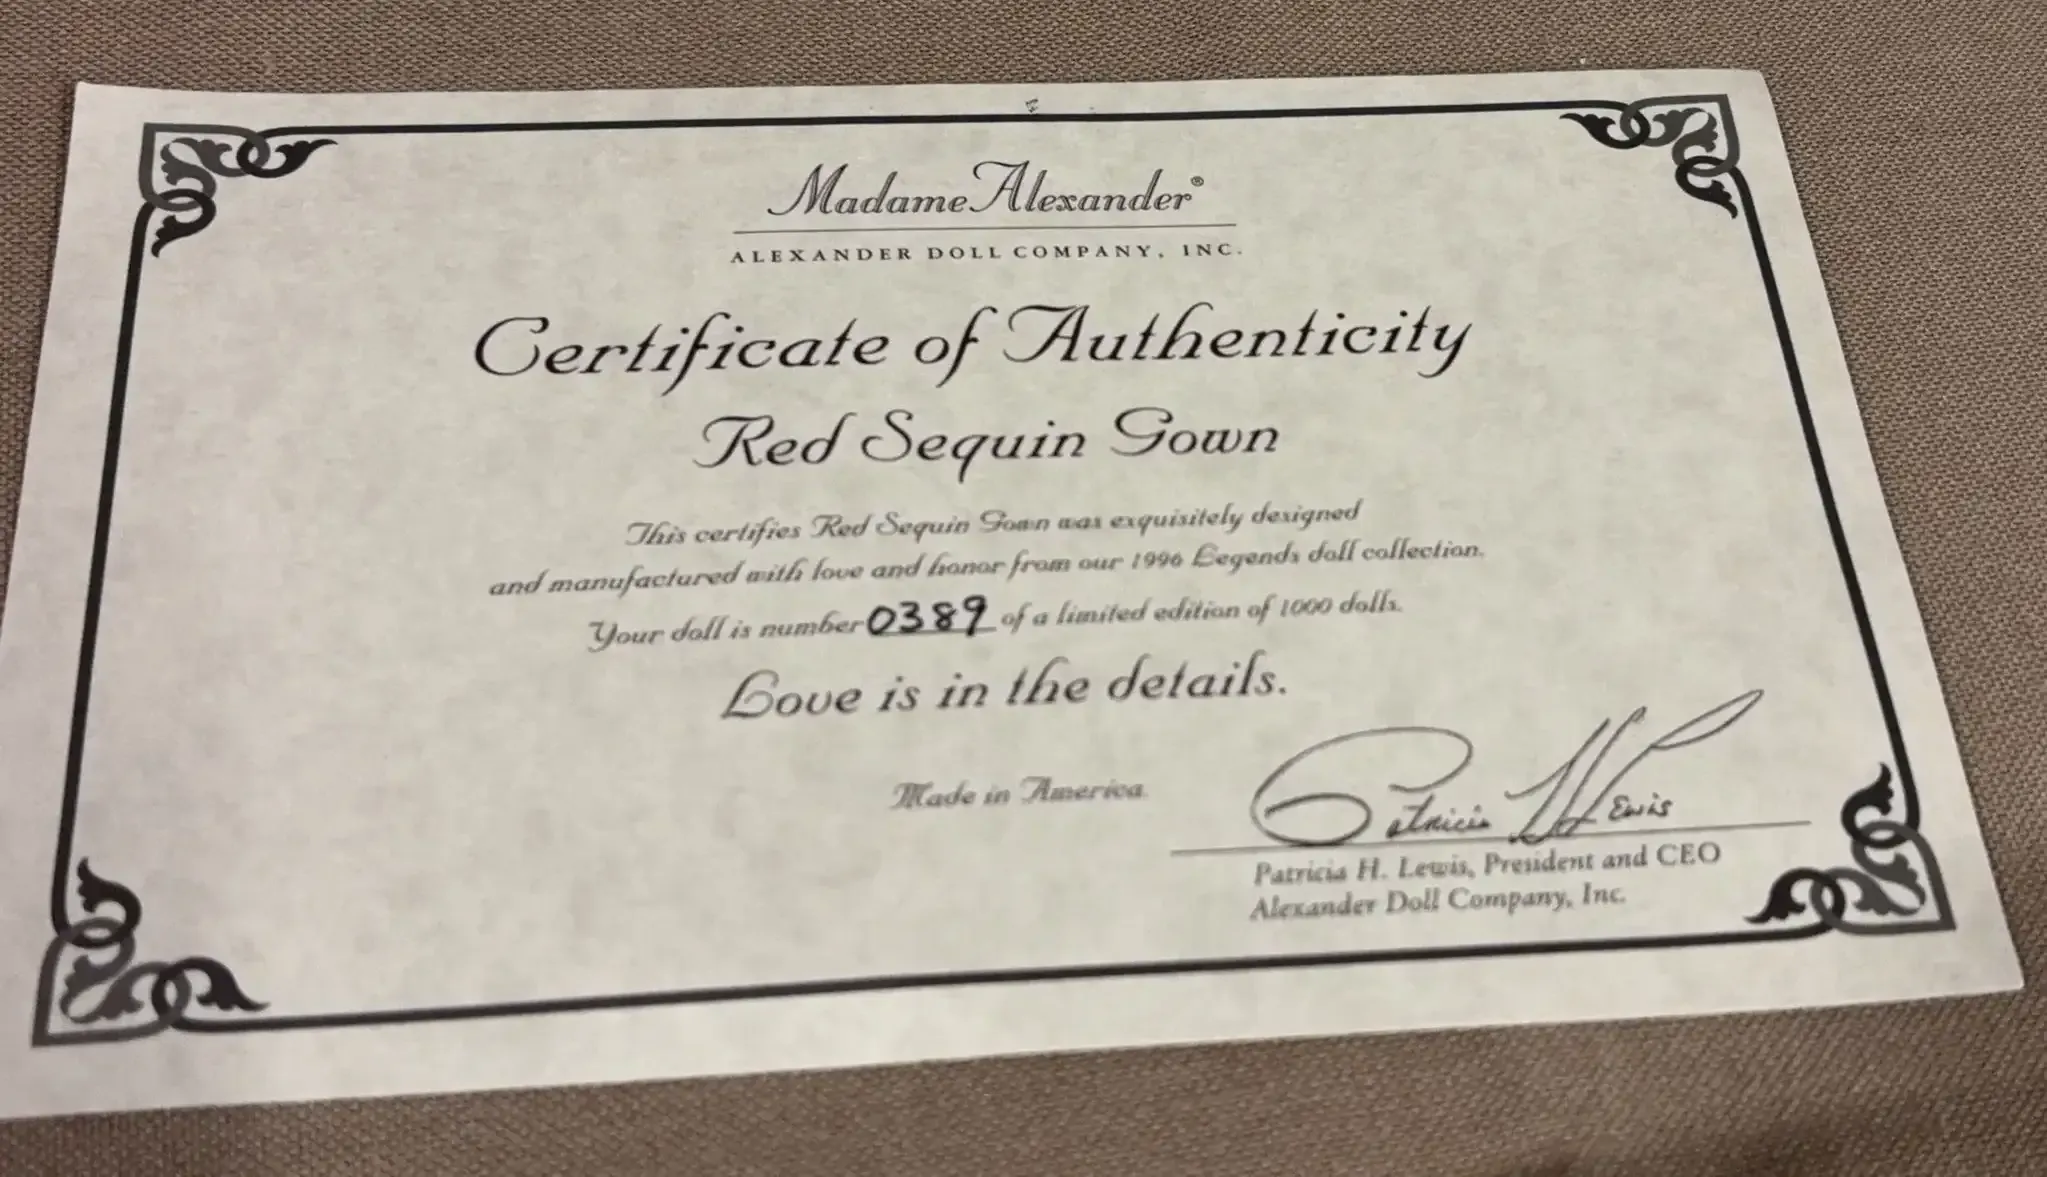 Madame Alexander®
ALEXANDER DOLL COMPANY, INC.
Certificate of Authenticity
Red Sequin Gown
This certifies Red Sequin Gown was exquisitely designed
and manufactured with love and honor from our 1996 Legends doll collection.
Your doll is number 0389 of a limited edition of 1000 dolls.
Love is in the details.
Made in America
Patricia H Lewis
Patricia H. Lewis, President and CEO
Alexander Doll Company, Inc.